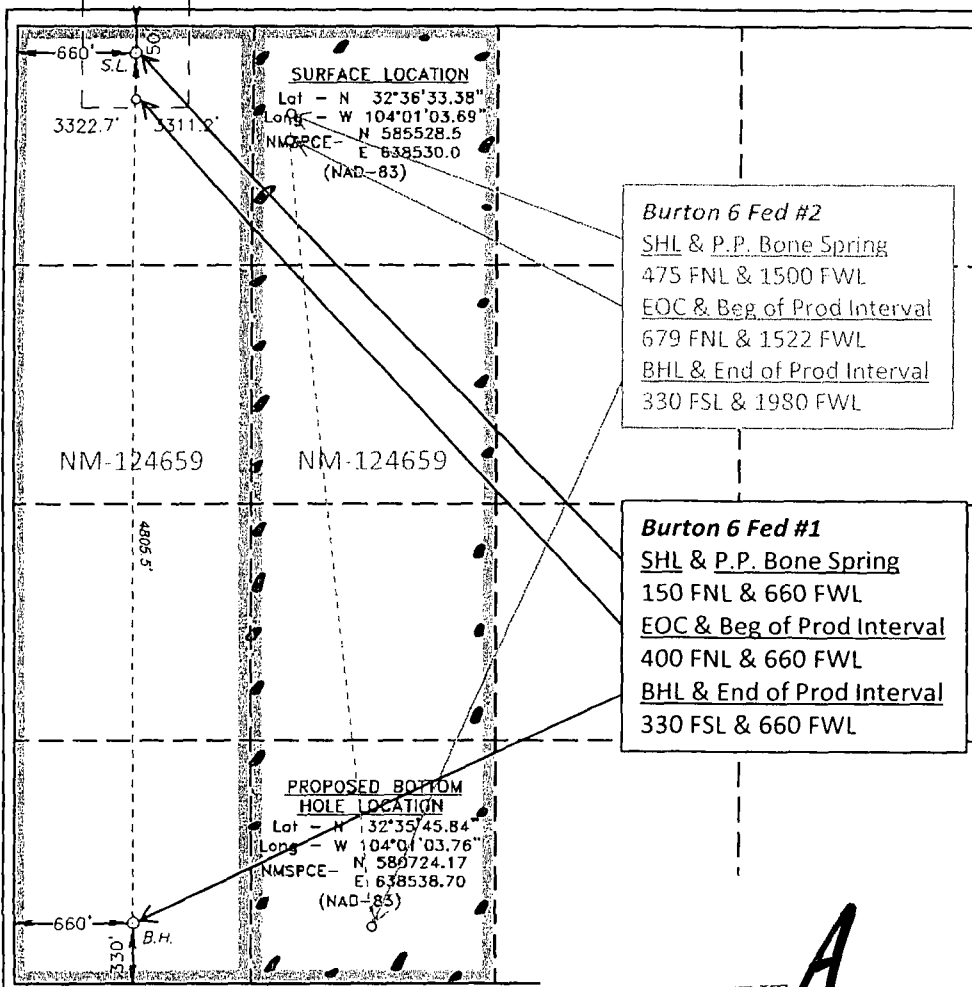 660'
150'
S.L.
3322.7'
3311.2'
SURFACE LOCATION
Lat - N 32°36'33.38"
Long - W 104°01'03.69"
NMSPCE- N 585528.5
E 638530.0
(NAD-83)
Burton 6 Fed #2
SHL & P.P. Bone Spring
475 FNL & 1500 FWL
EOC & Beg of Prod Interval
679 FNL & 1522 FWL
BHL & End of Prod Interval
330 FSL & 1980 FWL
NM-124659
NM-124659
4805.5'
Burton 6 Fed #1
SHL & P.P. Bone Spring
150 FNL & 660 FWL
EOC & Beg of Prod Interval
400 FNL & 660 FWL
BHL & End of Prod Interval
330 FSL & 660 FWL
PROPOSED BOTTOM
HOLE LOCATION
Lat - N 32°35'45.84"
Long - W 104°01'03.76"
NMSPCE- N 580724.17
E 638538.70
(NAD-83)
660'
B.H.
330'
A